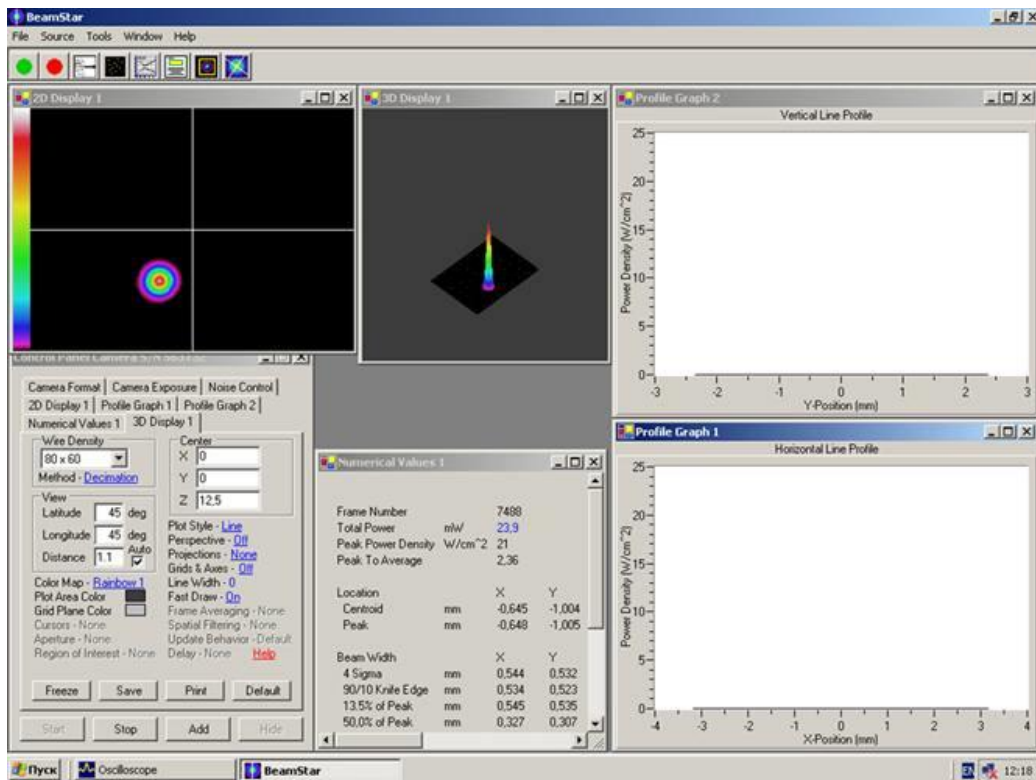 BeamStar
File Source Tools Window Help
2D Display 1
3D Display 1
Profile Graph 2
Vertical Line Profile
Power Density [W/cm^2]
25
20
15
10
5
0
-3 -2 -1 0 1 2 3
Y-Position [mm]
Camera Format Camera Exposure Noise Control
2D Display 1 Profile Graph 1 Profile Graph 2
Numerical Values 1 3D Display 1
Wire Density
80 x 60
Method - Decimation
View
Latitude 45 deg
Longitude 45 deg
Distance 1.1 Auto
Center
X 0
Y 0
Z 12,5
Plot Style - Line
Perspective - Off
Projections - None
Grids & Axes - Off
Color Map - Rainbow 1 Line Width - 0
Plot Area Color Fast Draw - On
Grid Plane Color Frame Averaging - None
Cursors - None Spatial Filtering - None
Aperture - None Update Behavior - Default
Region of Interest - None Delay - None Help
Freeze Save Print Default
Start Stop Add Hide
Numerical Values 1
Frame Number 7488
Total Power mW 23,9
Peak Power Density W/cm^2 21
Peak To Average 2,36
Location X Y
Centroid mm -0,645 -1,004
Peak mm -0,648 -1,005
Beam Width X Y
4 Sigma mm 0,544 0,532
90/10 Knife Edge mm 0,534 0,523
13.5% of Peak mm 0,545 0,535
50.0% of Peak mm 0,327 0,307
Profile Graph 1
Horizontal Line Profile
Power Density [W/cm^2]
25
20
15
10
5
0
-4 -3 -2 -1 0 1 2 3 4
X-Position [mm]
Пуск Oscilloscope BeamStar EN 12:18